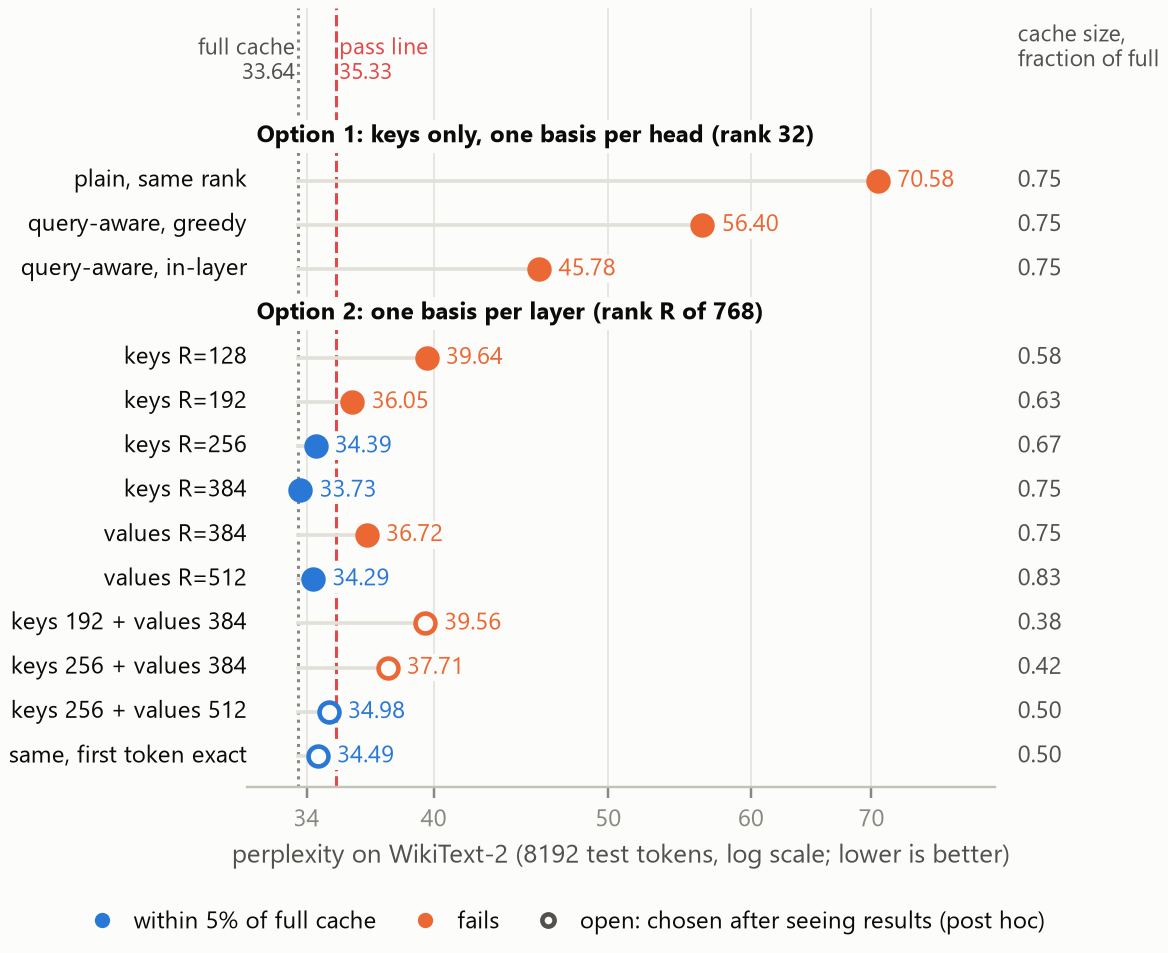 full cache
33.64
pass line
35.33
cache size,
fraction of full
Option 1: keys only, one basis per head (rank 32)
plain, same rank 70.58 0.75
query-aware, greedy 56.40 0.75
query-aware, in-layer 45.78 0.75
Option 2: one basis per layer (rank R of 768)
keys R=128 39.64 0.58
keys R=192 36.05 0.63
keys R=256 34.39 0.67
keys R=384 33.73 0.75
values R=384 36.72 0.75
values R=512 34.29 0.83
keys 192 + values 384 39.56 0.38
keys 256 + values 384 37.71 0.42
keys 256 + values 512 34.98 0.50
same, first token exact 34.49 0.50
34 40 50 60 70
perplexity on WikiText-2 (8192 test tokens, log scale; lower is better)
within 5% of full cache fails open: chosen after seeing results (post hoc)